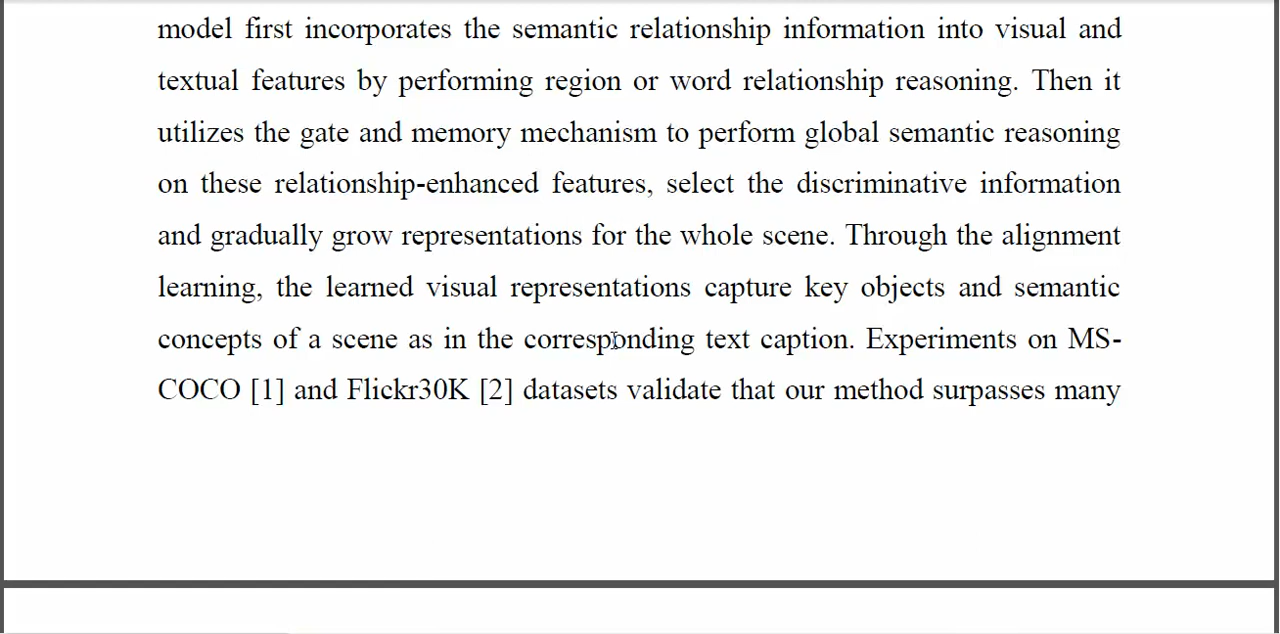 model first incorporates the semantic relationship information into visual and
textual features by performing region or word relationship reasoning. Then it
utilizes the gate and memory mechanism to perform global semantic reasoning
on these relationship-enhanced features, select the discriminative information
and gradually grow representations for the whole scene. Through the alignment
learning, the learned visual representations capture key objects and semantic
concepts of a scene as in the corresponding text caption. Experiments on MS-
COCO [1] and Flickr30K [2] datasets validate that our method surpasses many